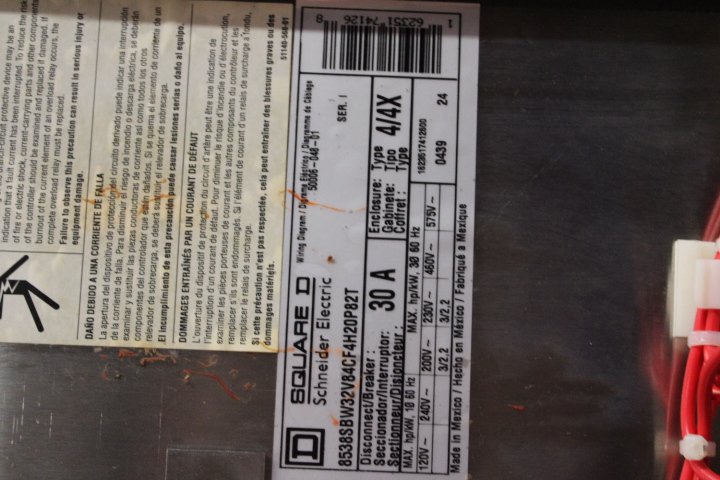 branch-circuit protective device may be an
indication that a fault current has been interrupted. To reduce the risk
of fire or electric shock, current-carrying parts and other components
of the controller should be examined and replaced if damaged. If
burnout of the current element of an overload relay occurs, the
complete overload relay must be replaced.
Failure to observe this precaution can result in serious injury or
equipment damage.
DAÑO DEBIDO A UNA CORRIENTE DE FALLA
La apertura del dispositivo de protección del circuito derivado puede indicar una interrupción
de la corriente de falla. Para disminuir el riesgo de incendio o descarga eléctrica, se deberán
examinar y sustituir las piezas conductoras de corriente así como todos los otros
componentes del controlador que estén dañados. Si se quema el elemento de corriente de un
relevador de sobrecarga, se deberá sustituir el relevador de sobrecarga.
El incumplimiento de esta precaución puede causar lesiones serias o daño al equipo.
DOMMAGES ENTRAÎNÉS PAR UN COURANT DE DÉFAUT
L'ouverture du dispositif de protection du circuit d'artère peut être une indication de
l'interruption d'un courant de défaut. Pour diminuer le risque d'incendie ou d'électrocution,
examiner les pièces porteuses de courant et les autres composants du contrôleur et les
remplacer s'ils sont endommagés. Si l'élément de courant d'un relais de surcharge à fondu,
remplacer le relais de surcharge.
Si cette précaution n'est pas respectée, cela peut entraîner des blessures graves ou des
dommages matériels.
51140-566-01
D SQUARE D
Schneider Electric
Wiring Diagram / Diagrama Eléctrico / Diagramme de Câblage
50006-048-01
8538SBW32V84CF4H20P82T
SER. I
1 62351 74126 8
Disconnect/Breaker:
Seccionador/Interruptor:
Sectionneur/Disjoncteur:
30 A
Enclosure: Type
Gabinete: Tipo
Coffret: Type
4/4X
MAX. hp/kW, 1Ø 60 Hz
MAX. hp/kW, 3Ø 60 Hz
120V~ 240V~ 200V~ 230V~ 460V~ 575V~
3/2.2 3/2.2
0439 24
Made in Mexico / Hecho en México / Fabriqué à Mexique